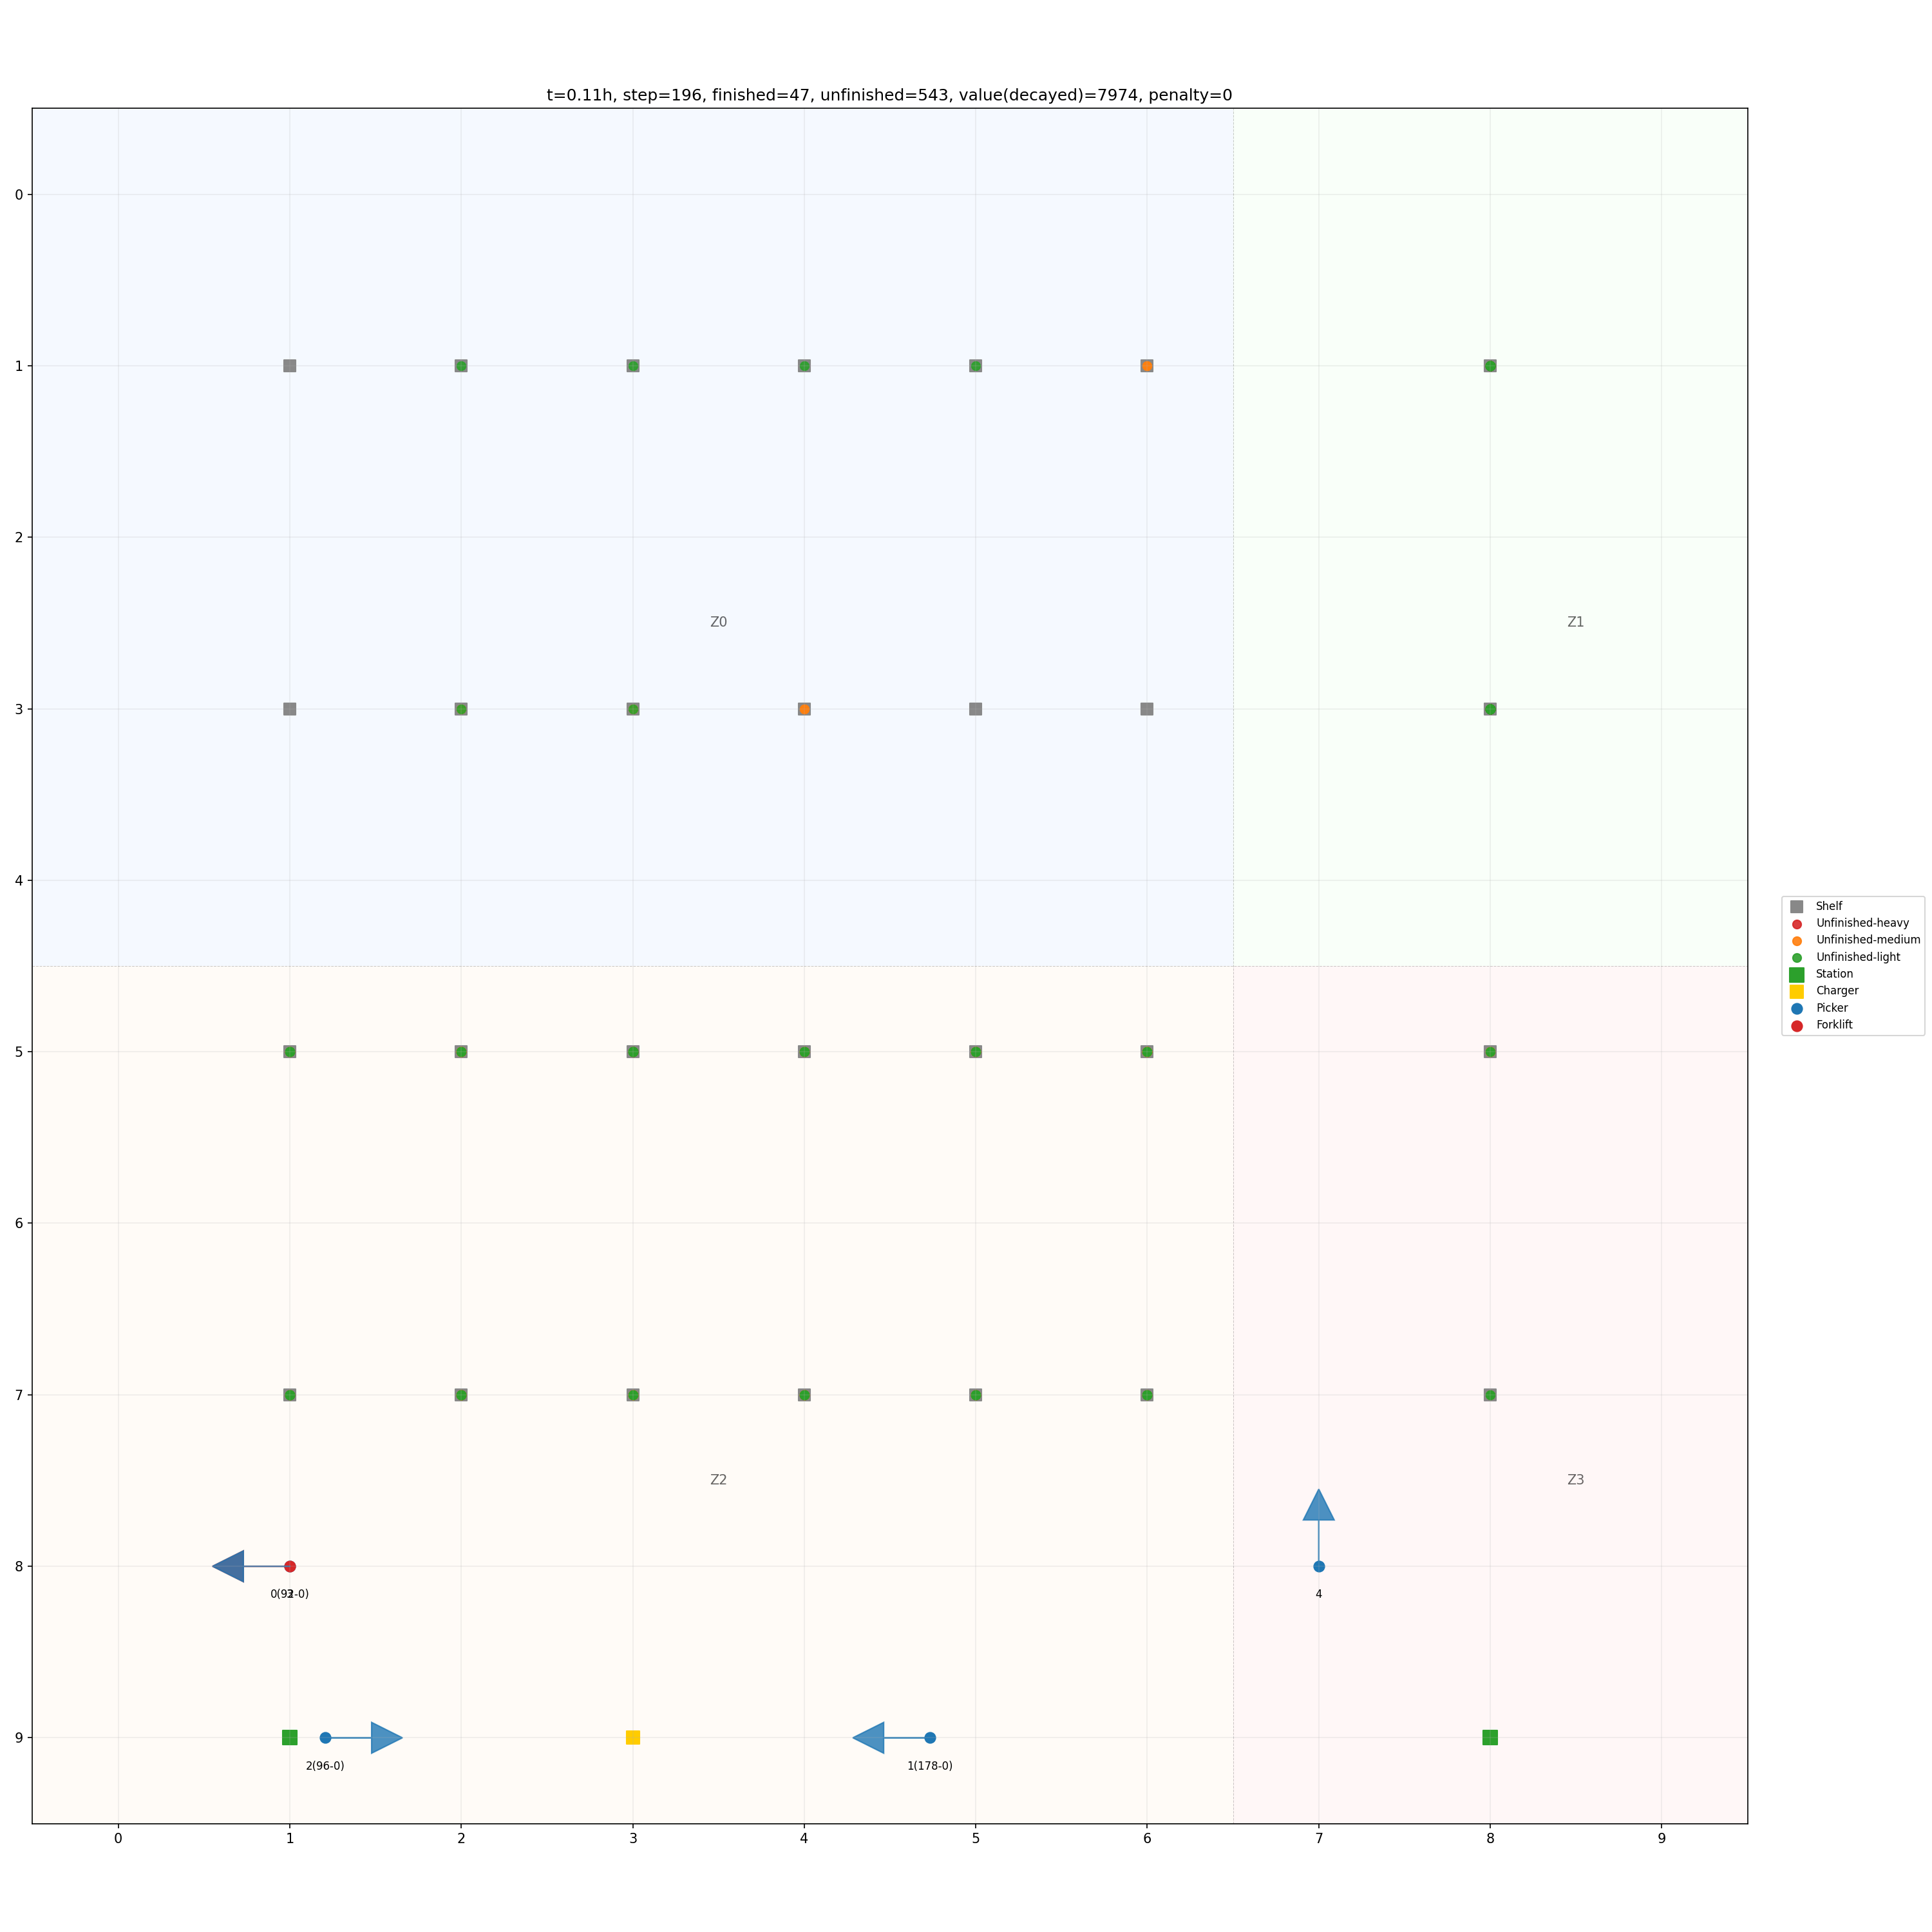 t=0.11h, step=196, finished=47, unfinished=543, value(decayed)=7974, penalty=0
0
1
2
Z0
Z1
3
4
Shelf
Unfinished-heavy
Unfinished-medium
Unfinished-light
Station
Charger
Picker
Forklift
5
6
7
Z2
Z3
8
4
9
2(96-0)
1(178-0)
0
1
2
3
4
5
6
7
8
9